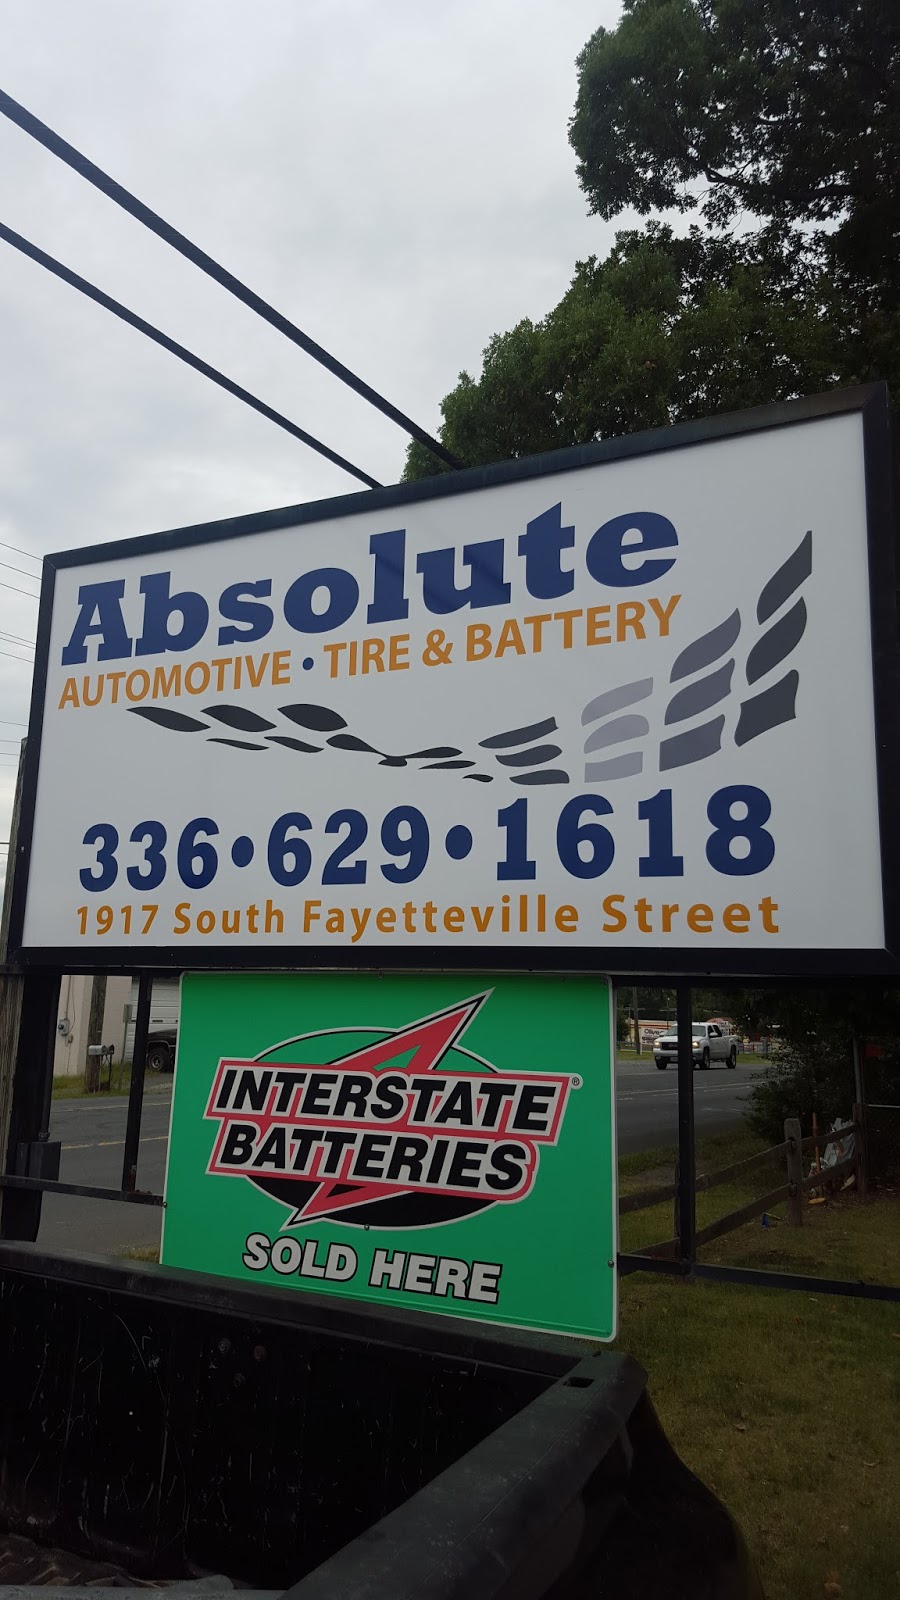 Absolute
AUTOMOTIVE • TIRE & BATTERY
336•629•1618
1917 South Fayetteville Street
INTERSTATE®
BATTERIES
SOLD HERE